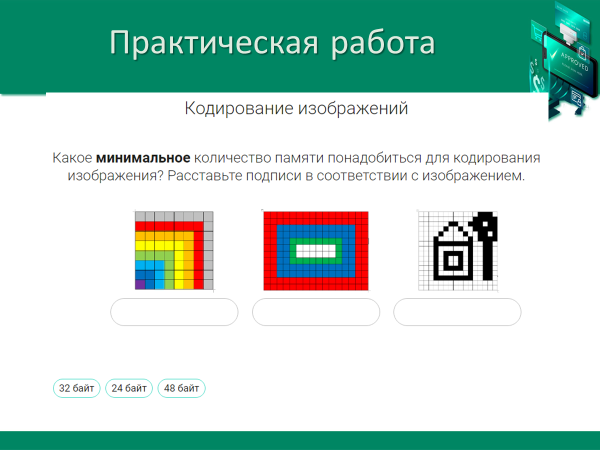 Практическая работа
APPROVED
Кодирование изображений
Какое минимальное количество памяти понадобиться для кодирования
изображения? Расставьте подписи в соответствии с изображением.
32 байт 24 байт 48 байт